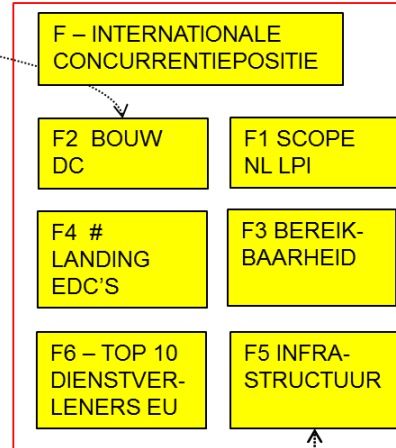 F – INTERNATIONALE
CONCURRENTIEPOSITIE
F2 BOUW
DC
F1 SCOPE
NL LPI
F4 #
LANDING
EDC'S
F3 BEREIK-
BAARHEID
F6 – TOP 10
DIENSTVER-
LENERS EU
F5 INFRA-
STRUCTUUR